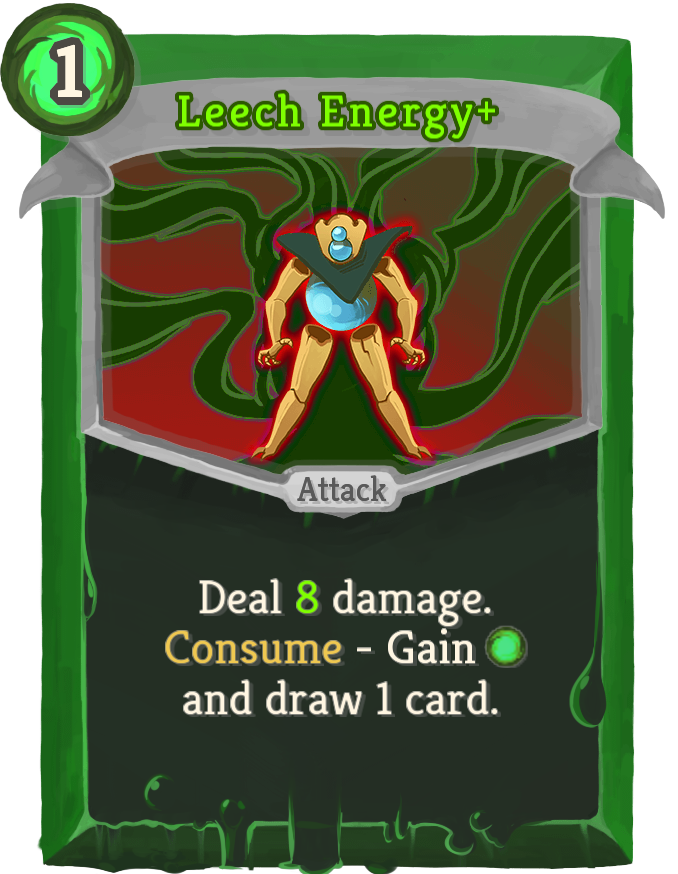 1
Leech Energy+
Attack
Deal 8 damage.
Consume - Gain
and draw 1 card.